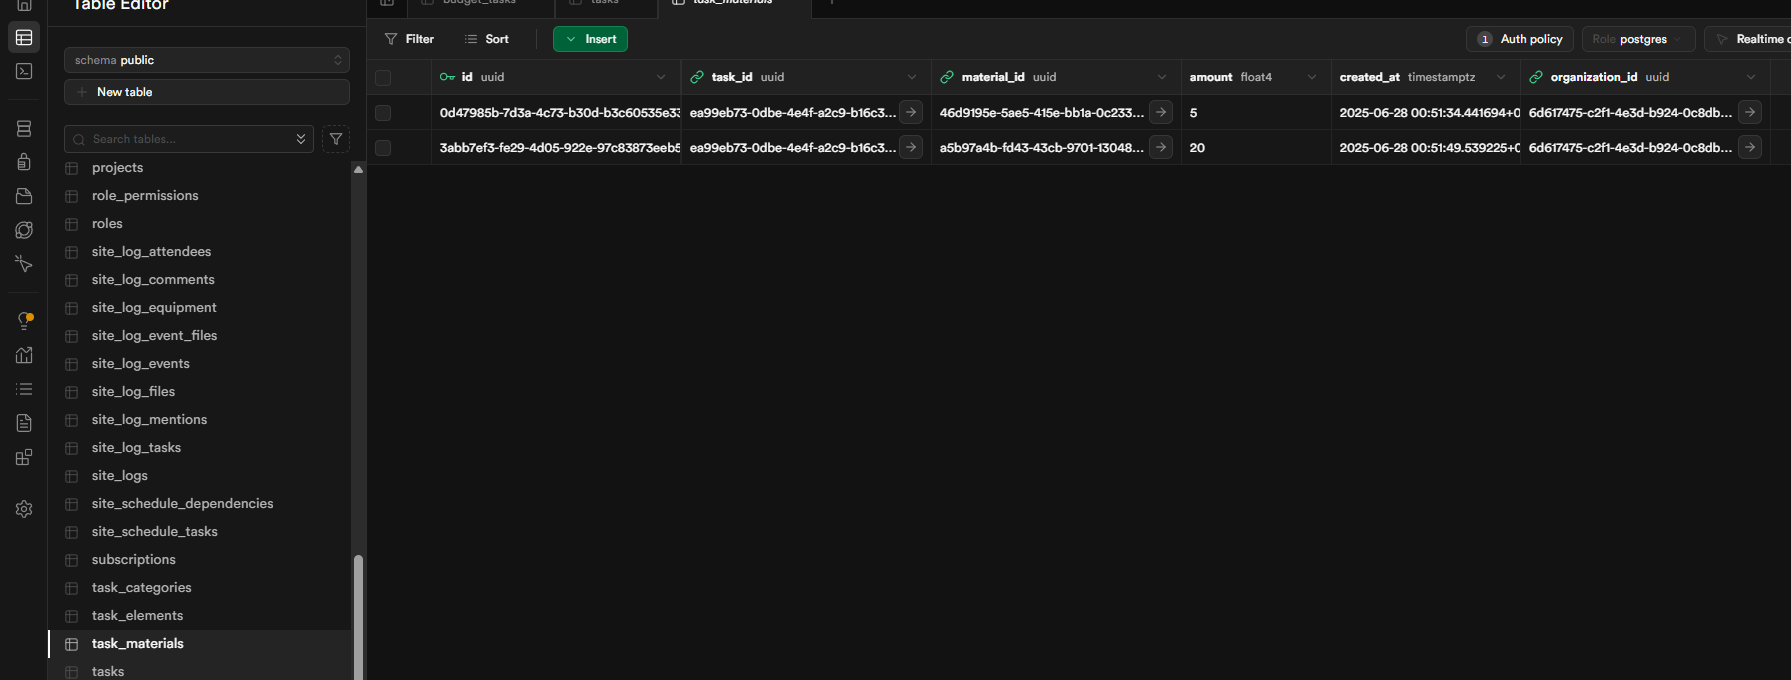 Table Editor
budget_tasks
tasks
task_materials
schema public
New table
Search tables...
projects
role_permissions
roles
site_log_attendees
site_log_comments
site_log_equipment
site_log_event_files
site_log_events
site_log_files
site_log_mentions
site_log_tasks
site_logs
site_schedule_dependencies
site_schedule_tasks
subscriptions
task_categories
task_elements
task_materials
tasks
Filter
Sort
Insert
1 Auth policy
Role postgres
Realtime
id uuid
task_id uuid
material_id uuid
amount float4
created_at timestamptz
organization_id uuid
0d47985b-7d3a-4c73-b30d-b3c60535e33 ea99eb73-0dbe-4e4f-a2c9-b16c3... 46d9195e-5ae5-415e-bb1a-0c233... 5 2025-06-28 00:51:34.441694+0 6d617475-c2f1-4e3d-b924-0c8db...
3abb7ef3-fe29-4d05-922e-97c83873eeb5 ea99eb73-0dbe-4e4f-a2c9-b16c3... a5b97a4b-fd43-43cb-9701-13048... 20 2025-06-28 00:51:49.539225+0 6d617475-c2f1-4e3d-b924-0c8db...